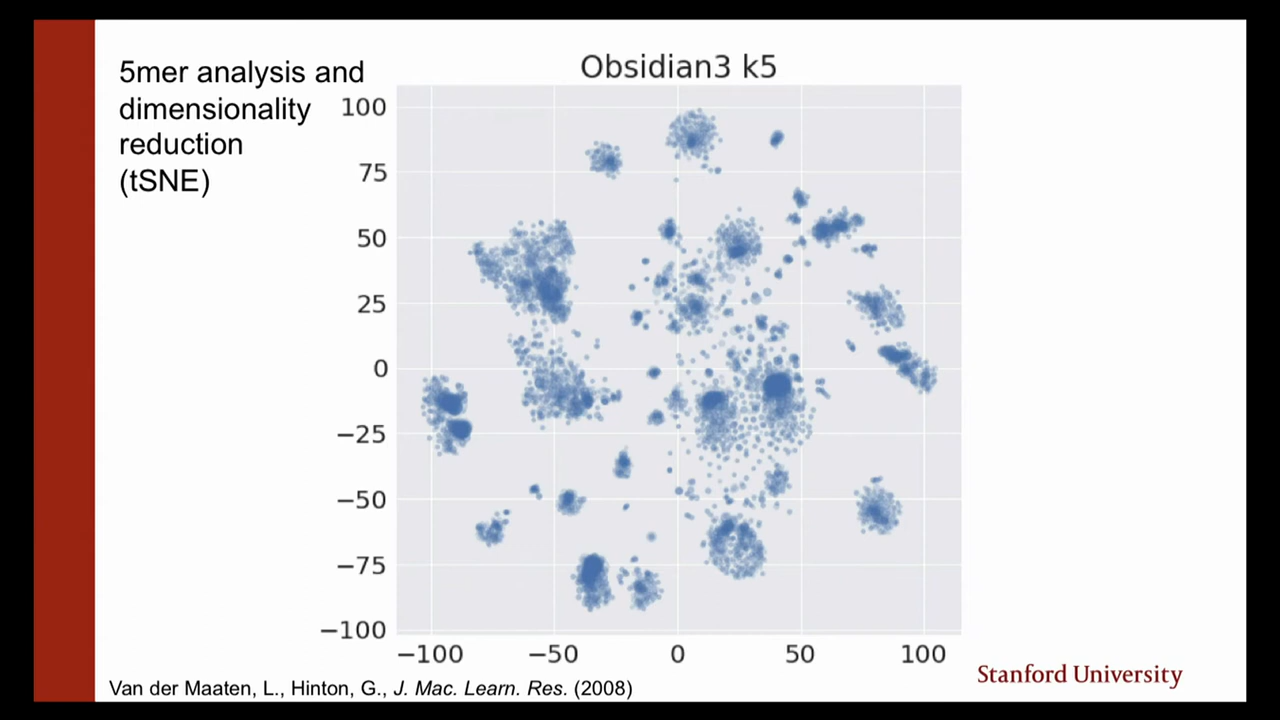 5mer analysis and
dimensionality
reduction
(tSNE)
Obsidian3 k5
100
75
50
25
0
−25
−50
−75
−100
−100 −50 0 50 100
Van der Maaten, L., Hinton, G., J. Mac. Learn. Res. (2008)
Stanford University